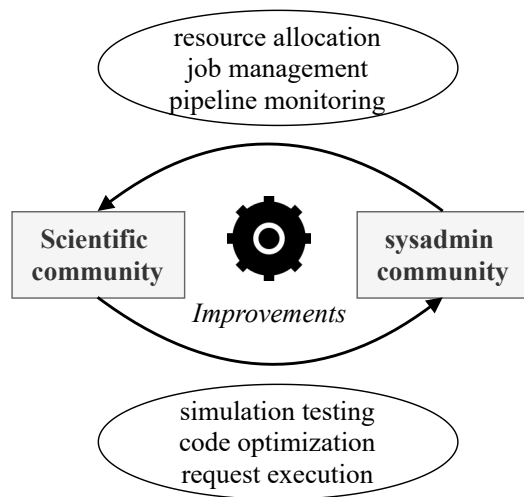 resource allocation
job management
pipeline monitoring
Scientific
community
sysadmin
community
Improvements
simulation testing
code optimization
request execution